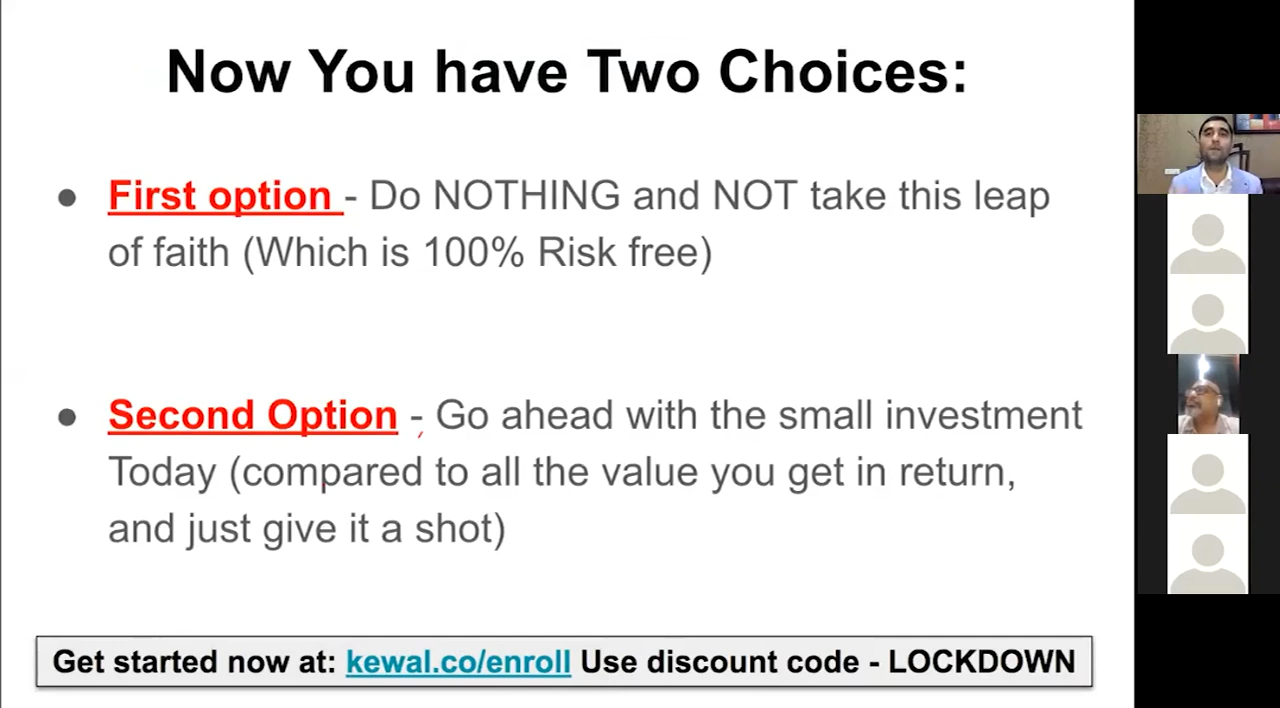 Now You have Two Choices:
● First option - Do NOTHING and NOT take this leap
of faith (Which is 100% Risk free)
● Second Option - Go ahead with the small investment
Today (compared to all the value you get in return,
and just give it a shot)
Get started now at: kewal.co/enroll Use discount code - LOCKDOWN